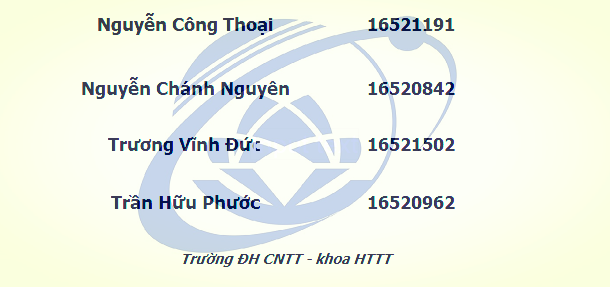 Nguyễn Công Thoại 16521191
Nguyễn Chánh Nguyên 16520842
Trương Vĩnh Đức 16521502
Trần Hữu Phước 16520962
Trường ĐH CNTT - khoa HTTT